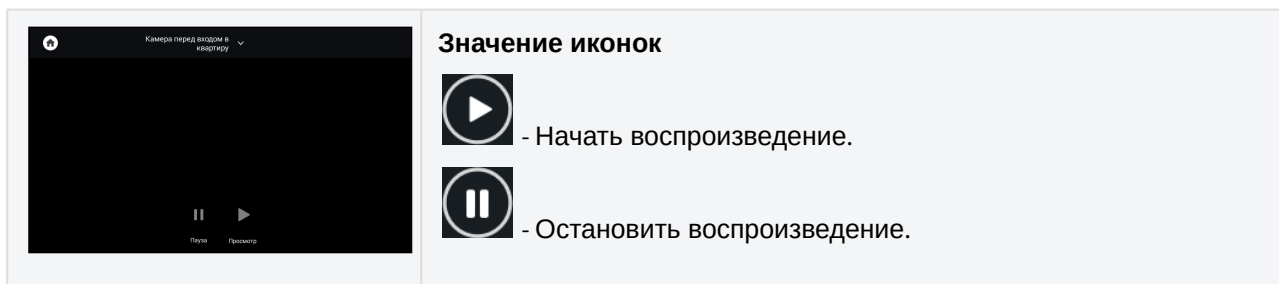 Камера перед входом в
квартиру
Пауза Просмотр
Значение иконок
- Начать воспроизведение.
- Остановить воспроизведение.